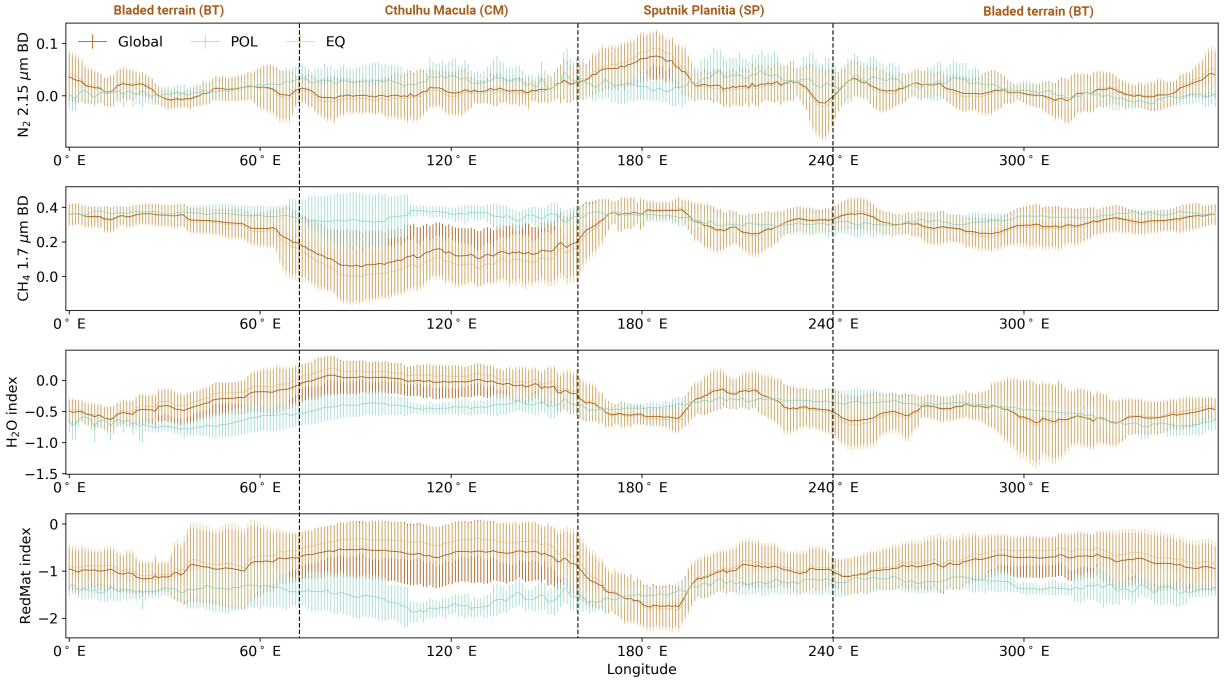 Bladed terrain (BT) Cthulhu Macula (CM) Sputnik Planitia (SP) Bladed terrain (BT)
Global POL EQ
N₂ 2.15 μm BD
0.1
0.0
0° E 60° E 120° E 180° E 240° E 300° E
CH₄ 1.7 μm BD
0.4
0.2
0.0
0° E 60° E 120° E 180° E 240° E 300° E
H₂O index
0.0
−0.5
−1.0
−1.5
0° E 60° E 120° E 180° E 240° E 300° E
RedMat index
0
−1
−2
0° E 60° E 120° E 180° E 240° E 300° E
Longitude